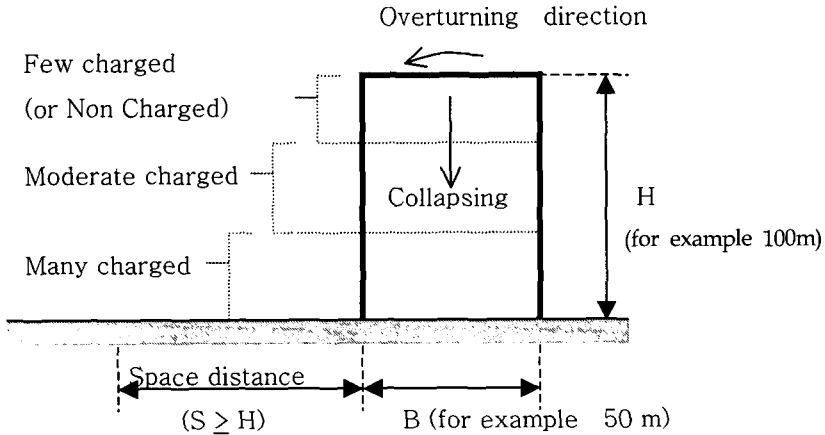 Overturning direction
Few charged
(or Non Charged)
Moderate charged
Collapsing
H
(for example 100m)
Many charged
Space distance
(S ≥ H)
B (for example 50 m)